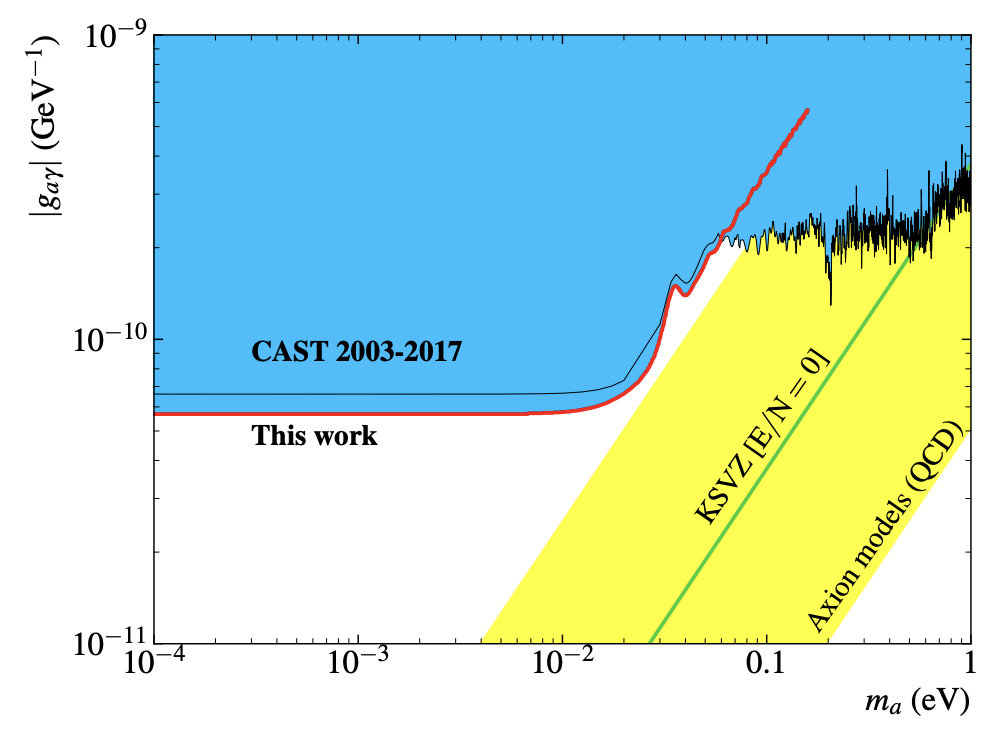 10⁻⁹
|g_{aγ}| (GeV⁻¹)
10⁻¹⁰
CAST 2003-2017
This work
KSVZ [E/N = 0]
Axion models (QCD)
10⁻¹¹
10⁻⁴
10⁻³
10⁻²
0.1
1
m_a (eV)